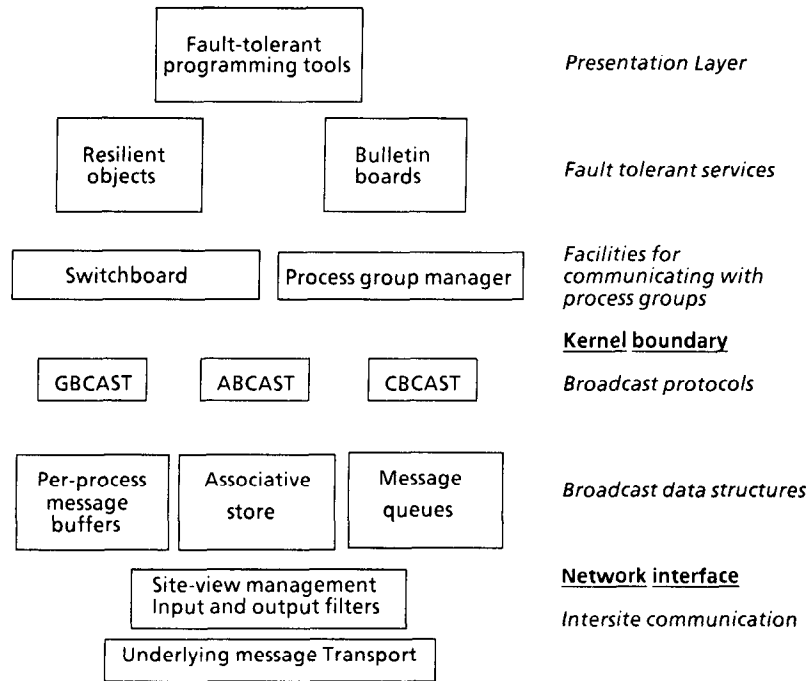 Fault-tolerant
programming tools
Presentation Layer
Resilient
objects
Bulletin
boards
Fault tolerant services
Switchboard
Process group manager
Facilities for
communicating with
process groups
Kernel boundary
GBCAST
ABCAST
CBCAST
Broadcast protocols
Per-process
message
buffers
Associative
store
Message
queues
Broadcast data structures
Network interface
Site-view management
Input and output filters
Intersite communication
Underlying message Transport